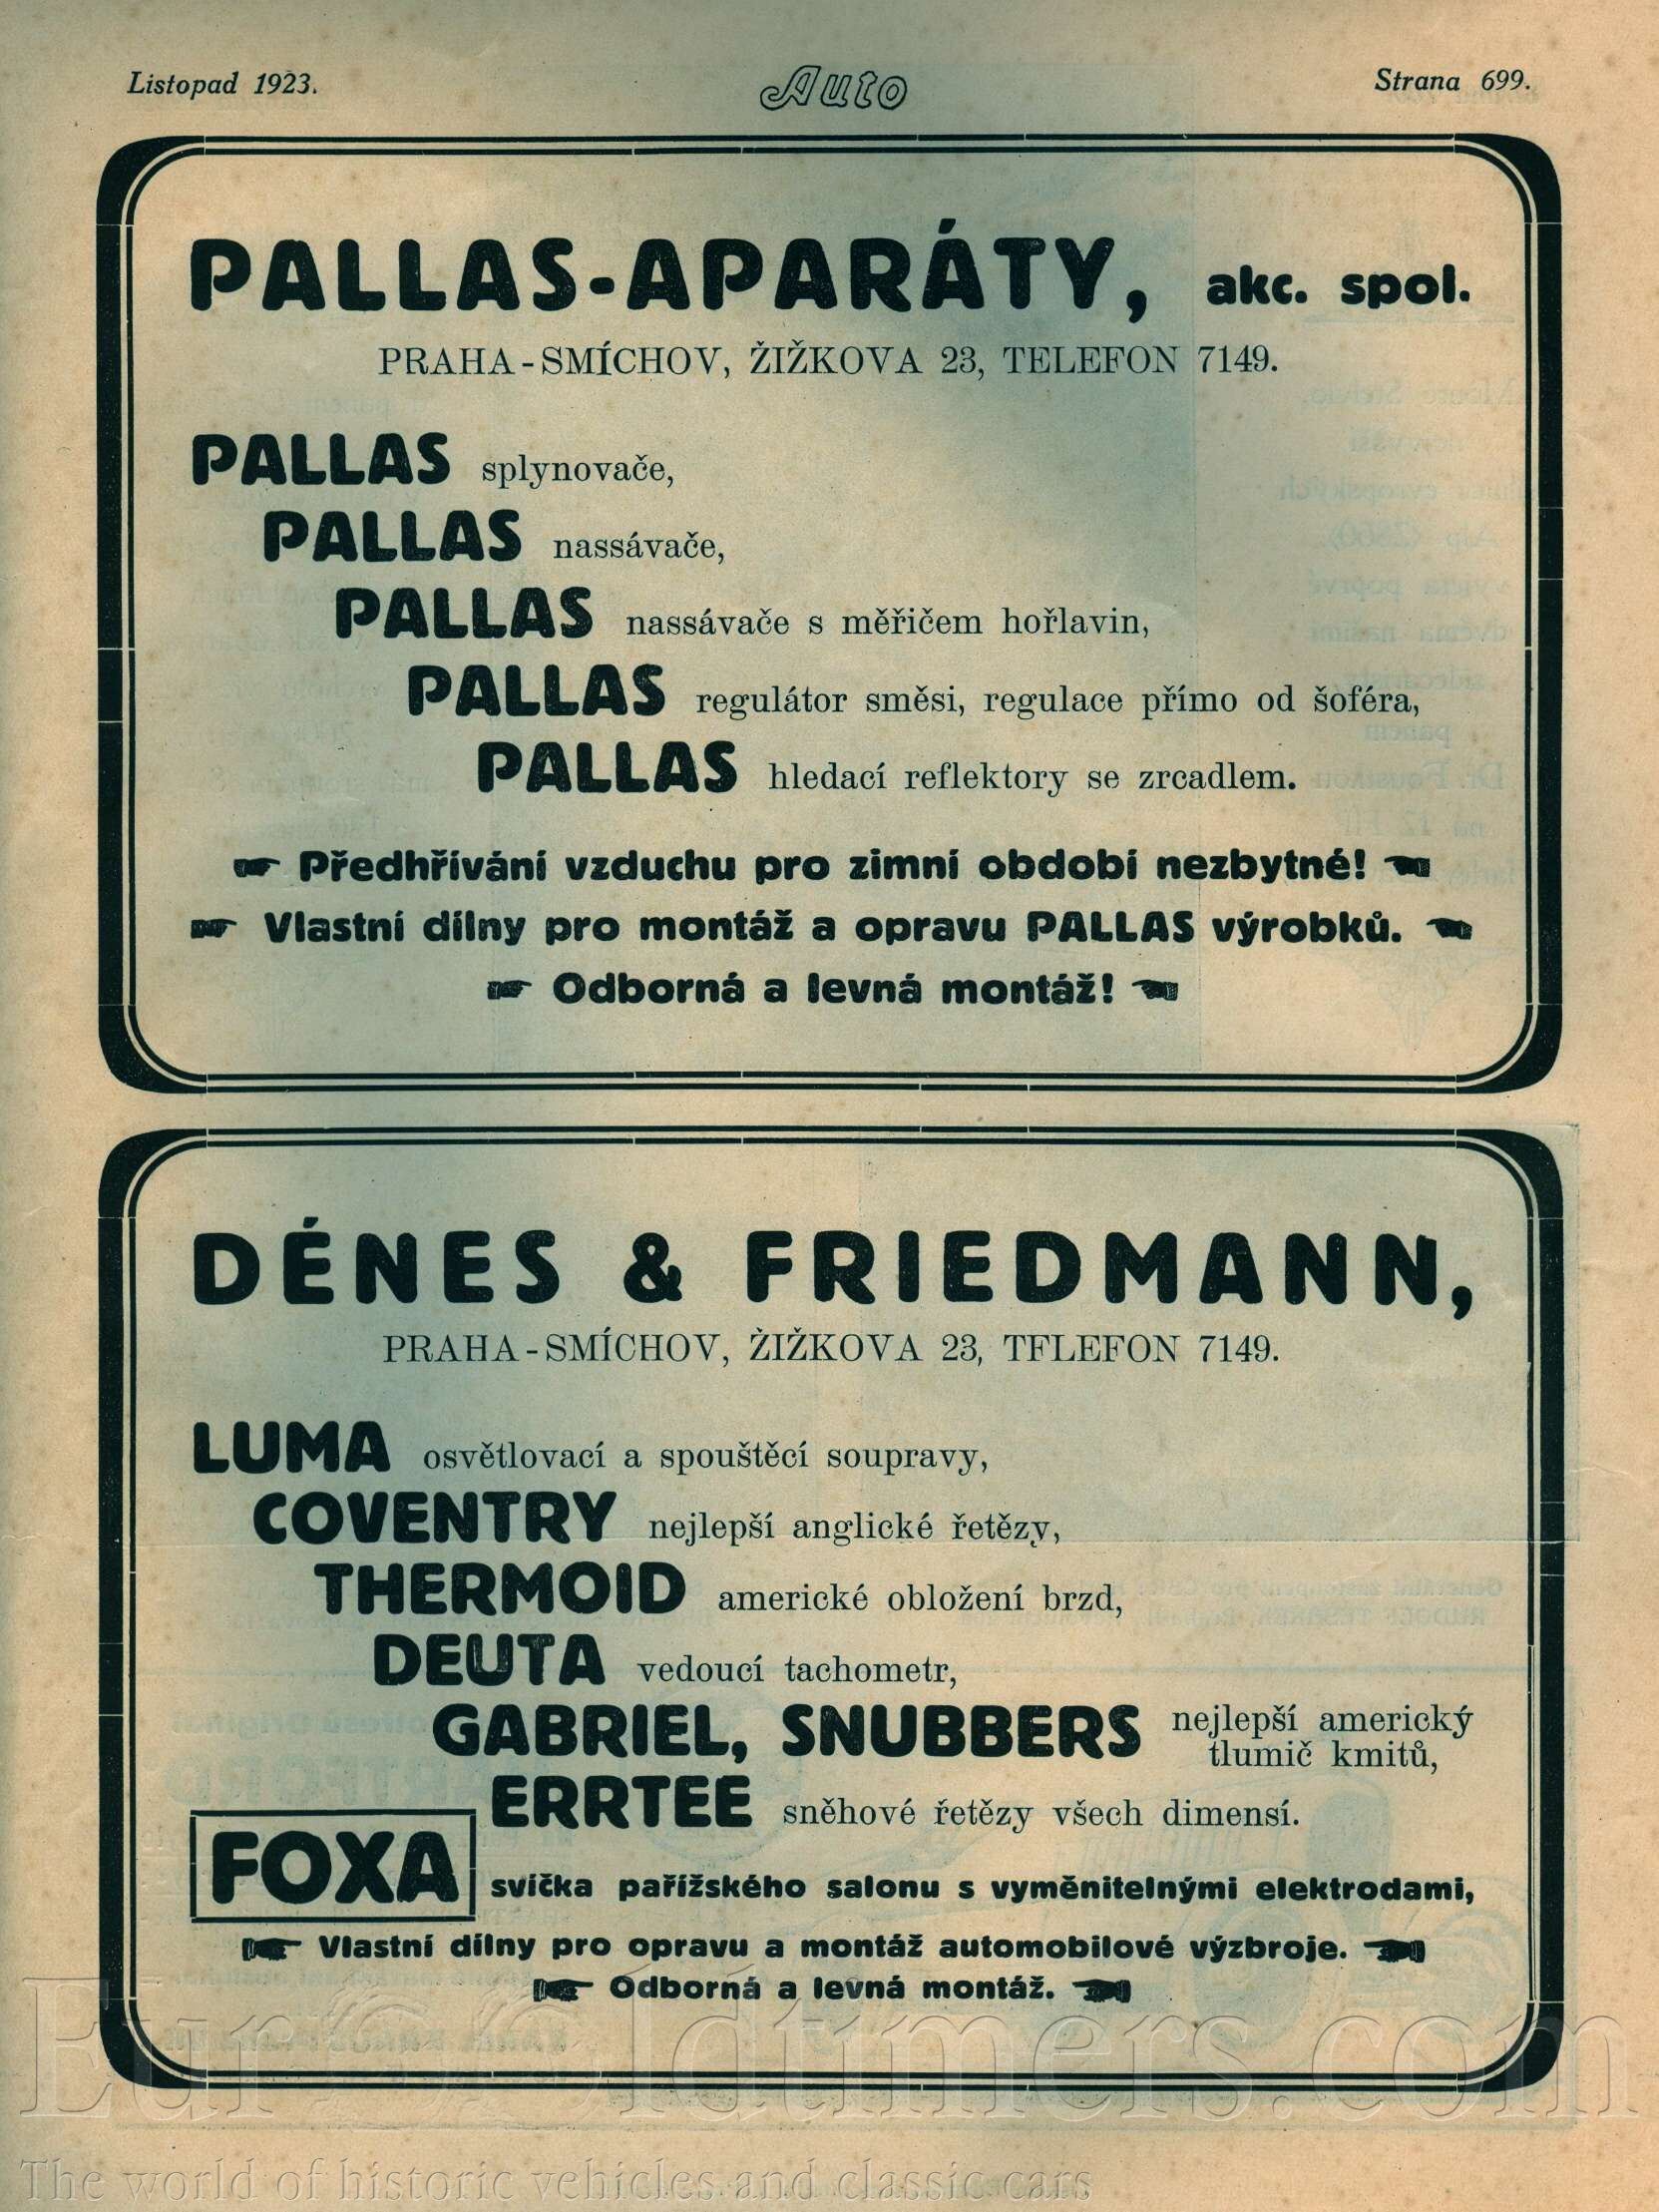 Listopad 1923.
Auto
Strana 699.
PALLAS-APARÁTY, akc. spol.
PRAHA-SMÍCHOV, ŽIŽKOVA 23, TELEFON 7149.
PALLAS splynovače,
PALLAS nassávače,
PALLAS nassávače s měřičem hořlavin,
PALLAS regulátor směsi, regulace přímo od šoféra,
PALLAS hledací reflektory se zrcadlem.
Předhřívání vzduchu pro zimní období nezbytné!
Vlastní dílny pro montáž a opravu PALLAS výrobků.
Odborná a levná montáž!
DÉNES & FRIEDMANN,
PRAHA-SMÍCHOV, ŽIŽKOVA 23, TFLEFON 7149.
LUMA osvětlovací a spouštěcí soupravy,
COVENTRY nejlepší anglické řetězy,
THERMOID americké obložení brzd,
DEUTA vedoucí tachometr,
GABRIEL, SNUBBERS nejlepší americký
tlumič kmitů,
ERRTEE sněhové řetězy všech dimensí.
FOXA svíčka pařížského salonu s vyměnitelnými elektrodami,
Vlastní dílny pro opravu a montáž automobilové výzbroje.
Odborná a levná montáž.
EuroOldtimers.com
The world of historic vehicles and classic cars